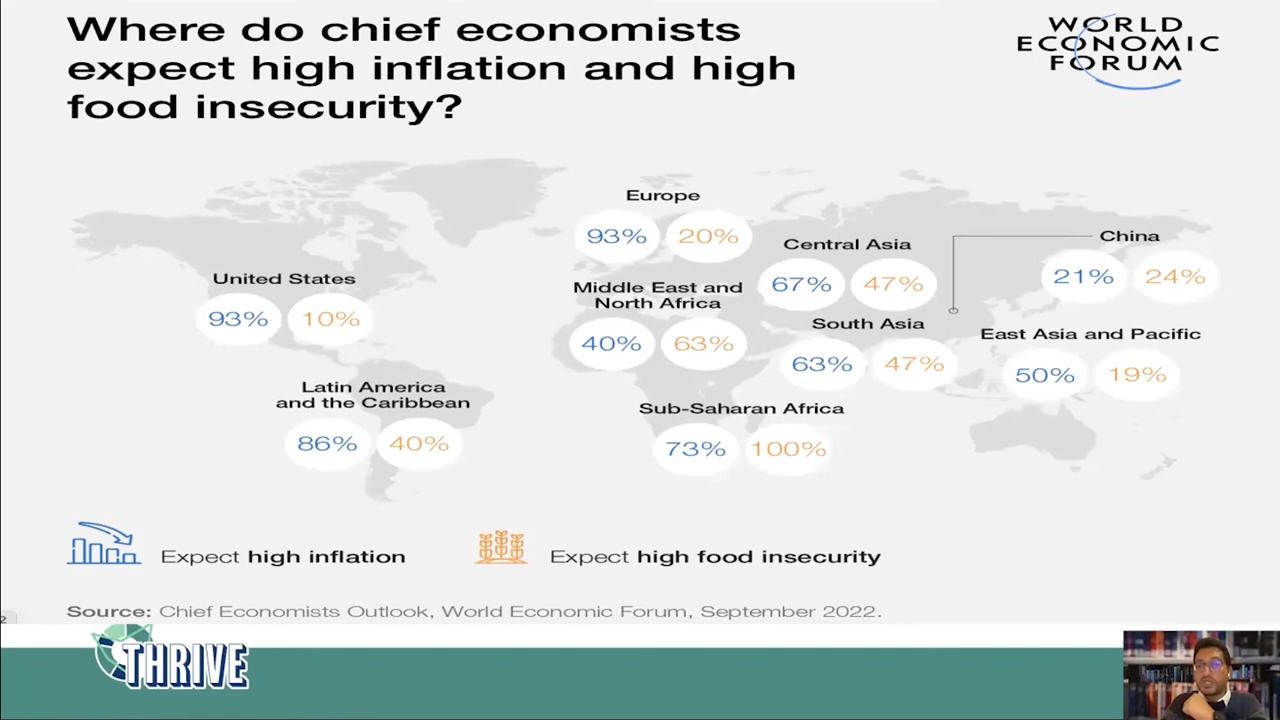 Where do chief economists
expect high inflation and high
food insecurity?
WORLD
ECONOMIC
FORUM
Europe
93% 20%
Central Asia
67% 47%
China
21% 24%
United States
93% 10%
Middle East and
North Africa
40% 63%
South Asia
63% 47%
East Asia and Pacific
50% 19%
Latin America
and the Caribbean
86% 40%
Sub-Saharan Africa
73% 100%
Expect high inflation
Expect high food insecurity
Source: Chief Economists Outlook, World Economic Forum, September 2022.
2
THRIVE